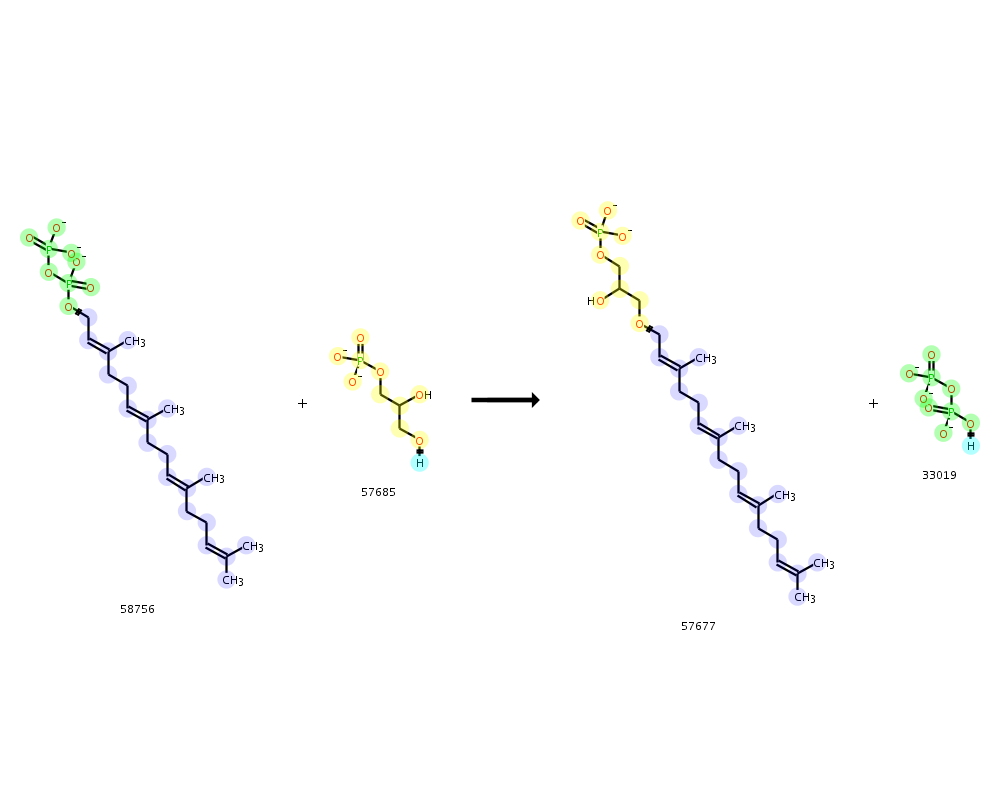 O⁻
O P O⁻
O⁻
O P O
O
CH₃
CH₃
CH₃
CH₃
CH₃
58756
+
O
O⁻ P O
O⁻
OH
O
H
57685
O⁻
O P O⁻
O
HO
O
CH₃
CH₃
CH₃
CH₃
CH₃
57677
+
O
O⁻ P O
O⁻ O P O
O⁻ H
33019